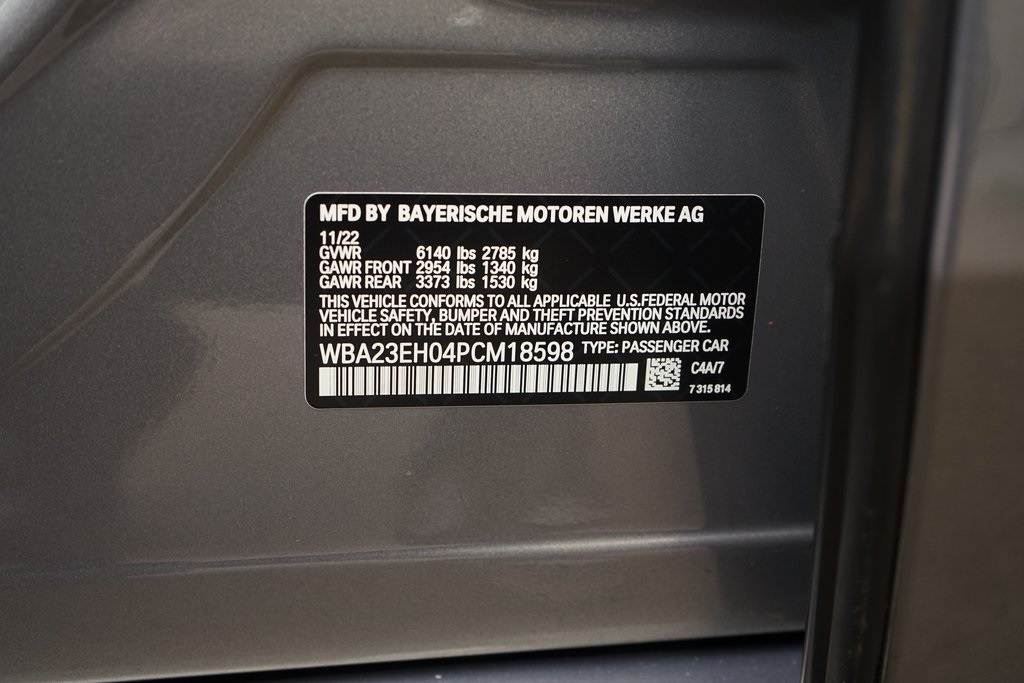 MFD BY BAYERISCHE MOTOREN WERKE AG
11/22
GVWR 6140 lbs 2785 kg
GAWR FRONT 2954 lbs 1340 kg
GAWR REAR 3373 lbs 1530 kg
THIS VEHICLE CONFORMS TO ALL APPLICABLE U.S.FEDERAL MOTOR
VEHICLE SAFETY, BUMPER AND THEFT PREVENTION STANDARDS
IN EFFECT ON THE DATE OF MANUFACTURE SHOWN ABOVE.
WBA23EH04PCM18598 TYPE: PASSENGER CAR
C4A/7
7 315 814